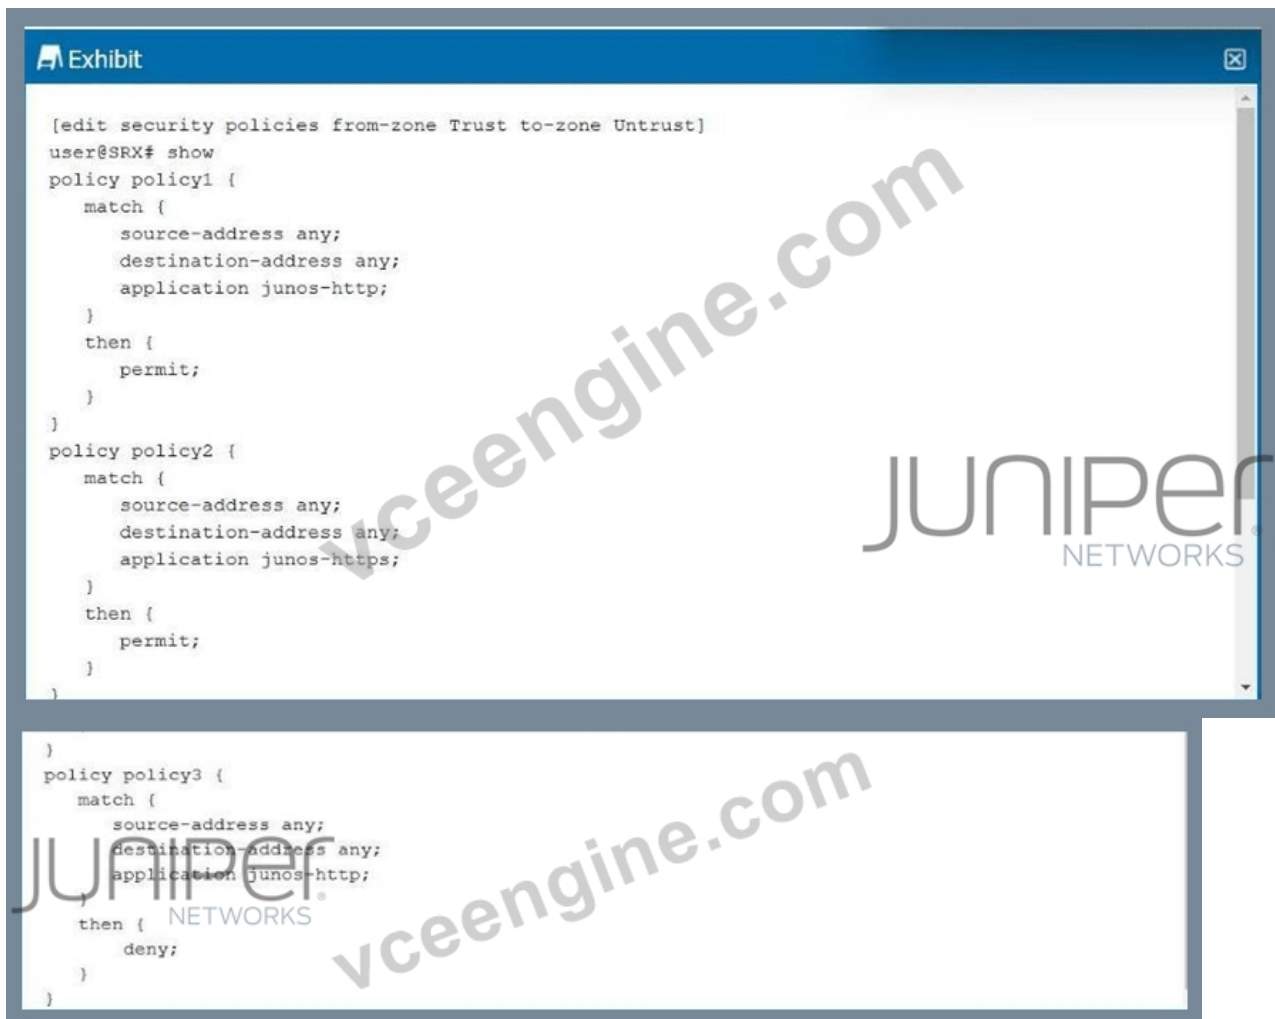 Exhibit
[edit security policies from-zone Trust to-zone Untrust]
user@SRX# show
policy policy1 {
match {
source-address any;
destination-address any;
application junos-http;
}
then {
permit;
}
}
policy policy2 {
match {
source-address any;
destination-address any;
application junos-https;
}
then {
permit;
}
}
vceengine.com
JUNIPER
NETWORKS
}
policy policy3 {
match {
source-address any;
destination-address any;
application junos-http;
}
then {
deny;
}
}
JUNIPER
NETWORKS
vceengine.com